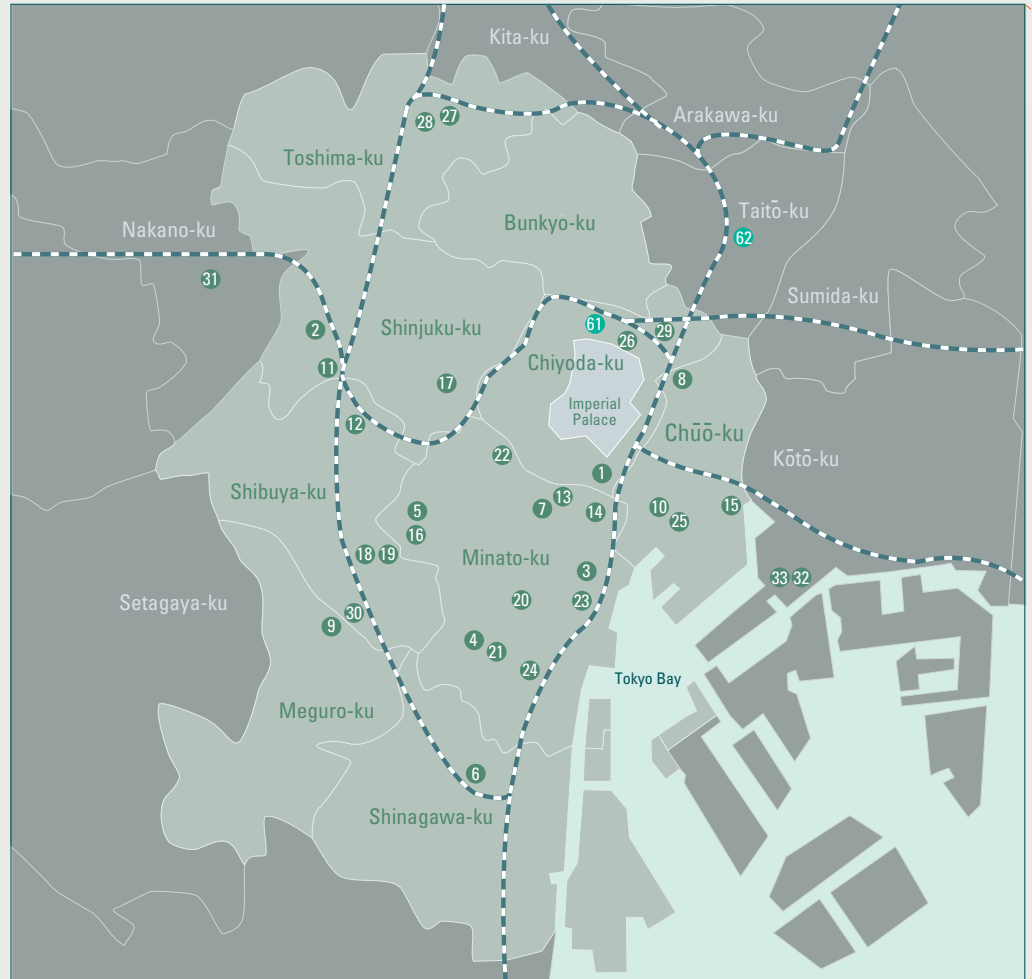 Kita-ku
Arakawa-ku
28
27
Toshima-ku
Taitō-ku
Bunkyo-ku
Nakano-ku
62
31
Sumida-ku
2
Shinjuku-ku
61
29
26
Chiyoda-ku
11
17
8
Imperial
Palace
12
Chūō-ku
22
Kōtō-ku
1
Shibuya-ku
5
7
13
14
10
25
15
16
18
19
Minato-ku
3
33
32
Setagaya-ku
20
23
30
9
4
21
24
Tokyo Bay
Meguro-ku
6
Shinagawa-ku